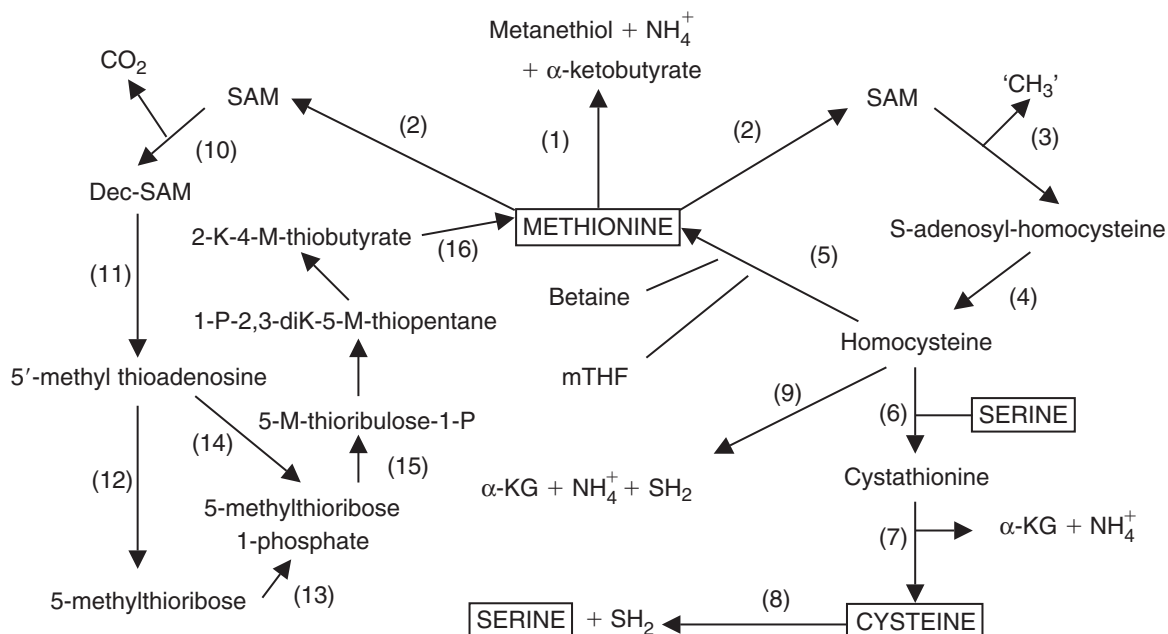 Metanethiol + NH₄⁺
+ α-ketobutyrate
CO₂
SAM
(2)
(1)
(2)
SAM
'CH₃'
(3)
(10)
Dec-SAM
2-K-4-M-thiobutyrate
(16)
METHIONINE
S-adenosyl-homocysteine
(11)
(5)
(4)
Betaine
1-P-2,3-diK-5-M-thiopentane
Homocysteine
5′-methyl thioadenosine
mTHF
(9)
(6)
SERINE
5-M-thioribulose-1-P
(14)
(15)
(12)
α-KG + NH₄⁺ + SH₂
Cystathionine
5-methylthioribose
1-phosphate
(7)
α-KG + NH₄⁺
5-methylthioribose
(13)
(8)
SERINE + SH₂
CYSTEINE